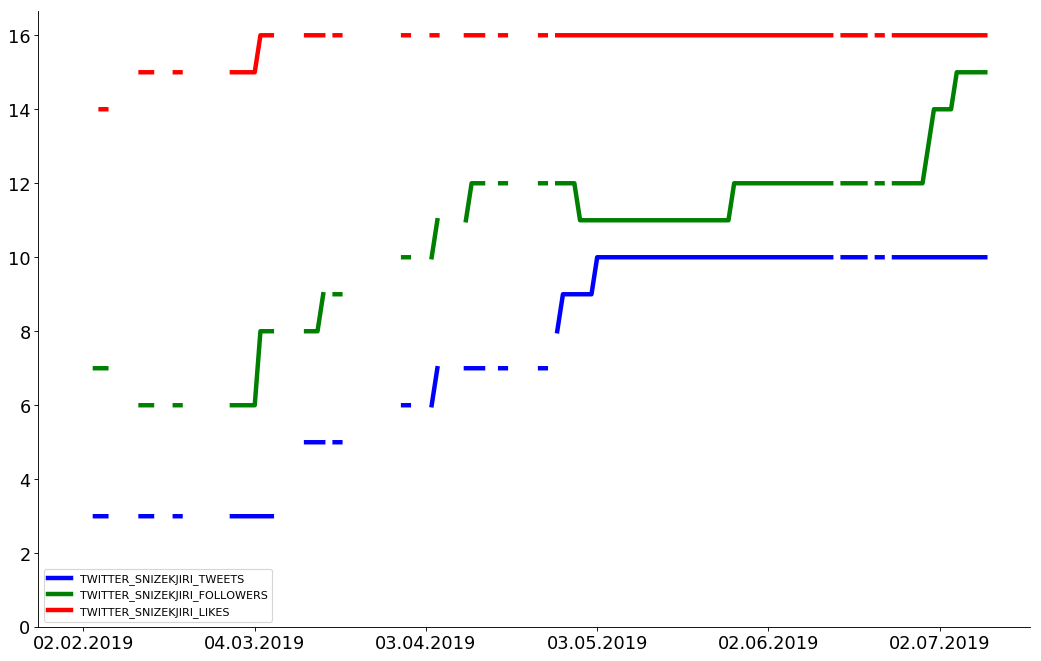 16
14
12
10
8
6
4
2
0
TWITTER_SNIZEKJIRI_TWEETS
TWITTER_SNIZEKJIRI_FOLLOWERS
TWITTER_SNIZEKJIRI_LIKES
02.02.2019 04.03.2019 03.04.2019 03.05.2019 02.06.2019 02.07.2019